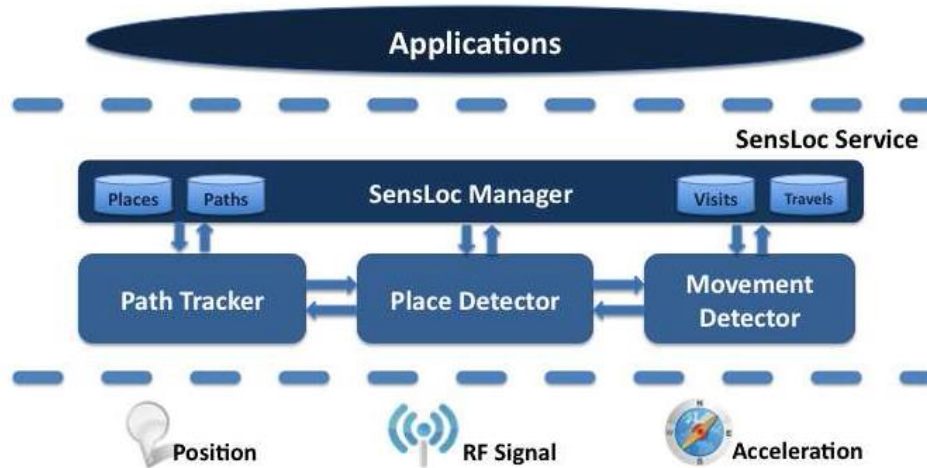 Applications
SensLoc Service
Places
Paths
SensLoc Manager
Visits
Travels
Path Tracker
Place Detector
Movement
Detector
Position
RF Signal
Acceleration